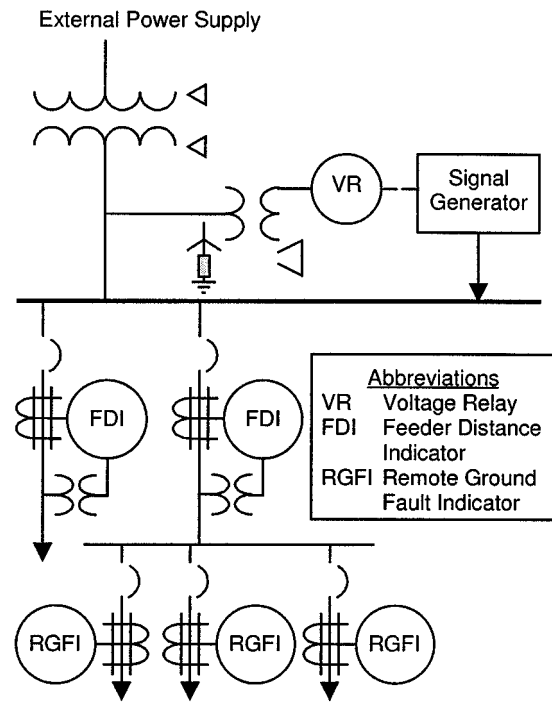 External Power Supply
VR
Signal
Generator
FDI
FDI
Abbreviations
VR Voltage Relay
FDI Feeder Distance
Indicator
RGFI Remote Ground
Fault Indicator
RGFI
RGFI
RGFI